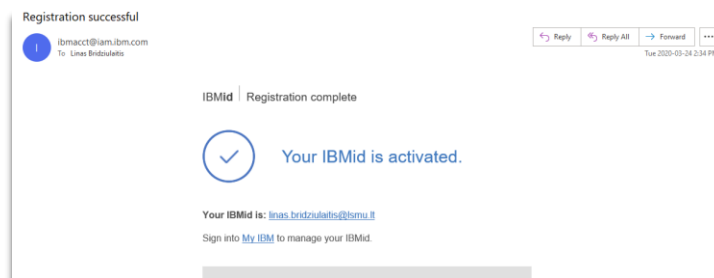 Registration successful
I
ibmacct@iam.ibm.com
To Linas Bridziulaitis
Reply Reply All Forward ...
Tue 2020-03-24 2:34 PM
IBMid Registration complete
Your IBMid is activated.
Your IBMid is: linas.bridziulaitis@lsmu.lt
Sign into My IBM to manage your IBMid.